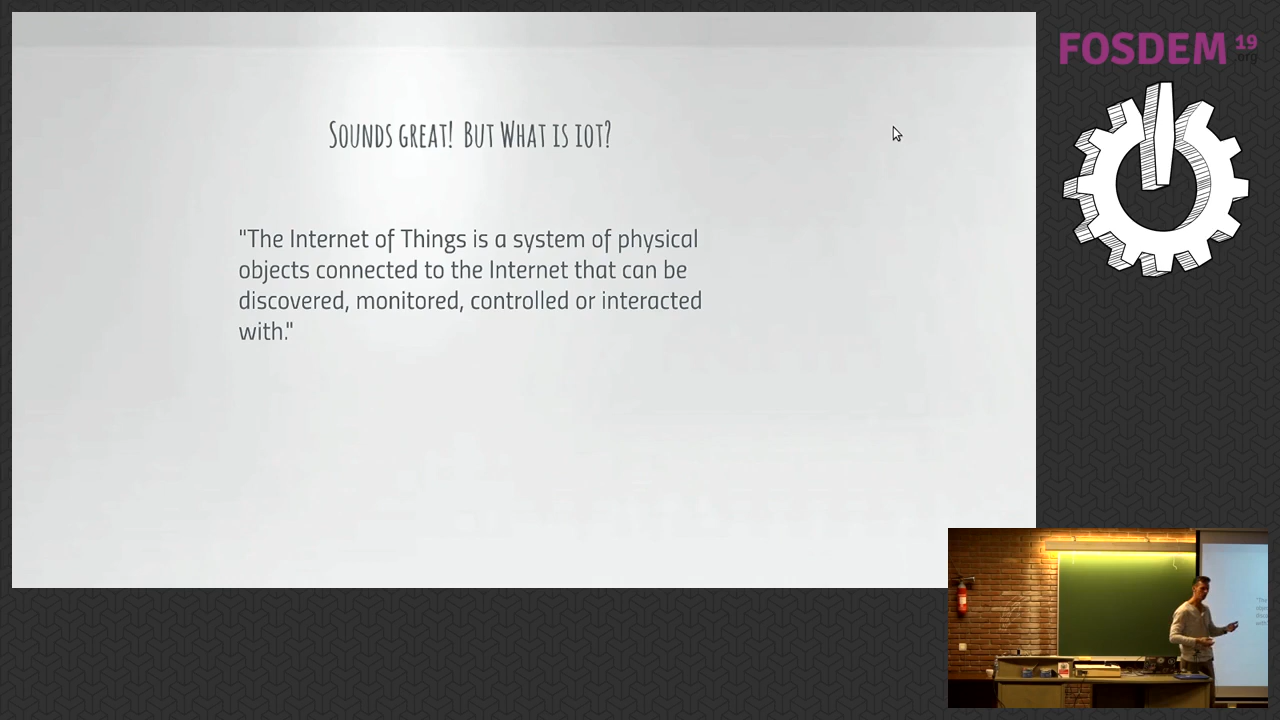 Sounds great! But What is iot?
"The Internet of Things is a system of physical
objects connected to the Internet that can be
discovered, monitored, controlled or interacted
with."
FOSDEM 19
.org